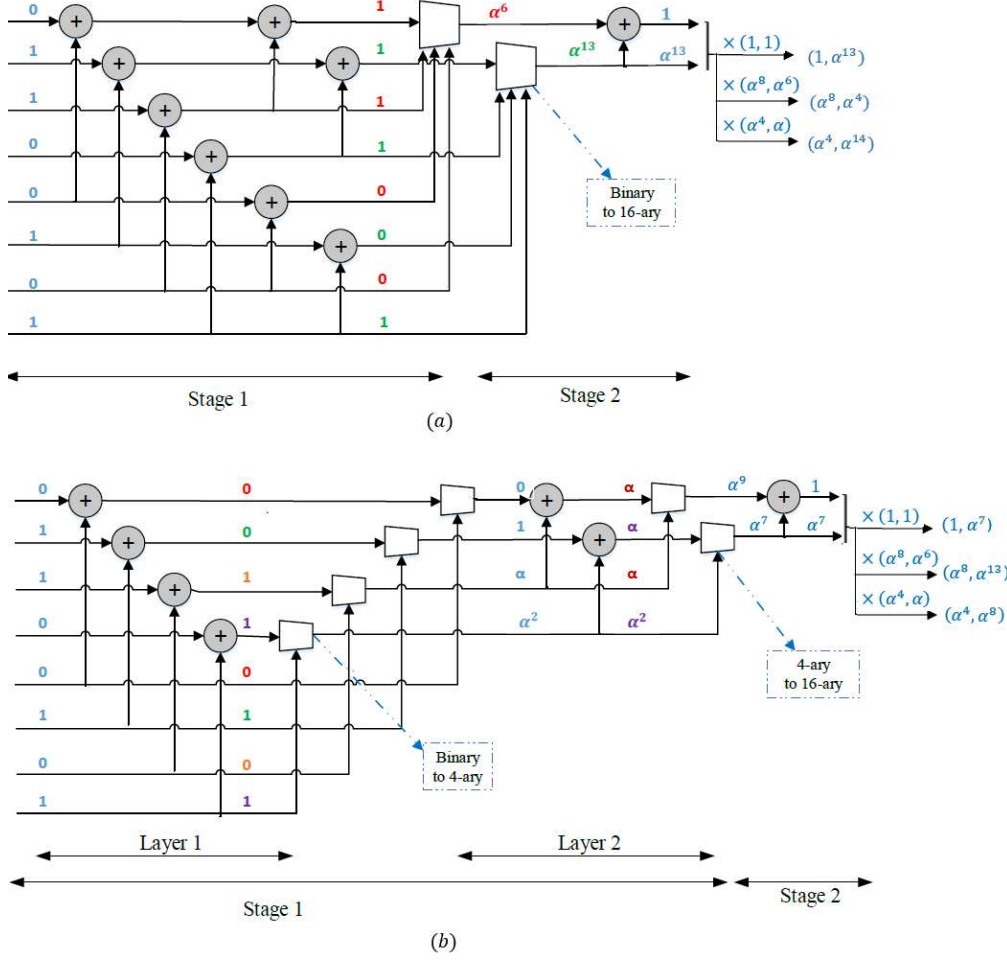 0 + + 1 α⁶ + 1
× (1, 1) (1, α¹³)
1 + + 1 α¹³ α¹³
× (α⁸, α⁶) (α⁸, α⁴)
1 + 1
× (α⁴, α) (α⁴, α¹⁴)
0 + 1
0 + 0
Binary
to 16-ary
1 + 0
0 0
1 1
Stage 1 Stage 2
(a)
0 + 0 0 + α α⁹ + 1
× (1, 1) (1, α⁷)
1 + 0 1 + α α⁷ α⁷
× (α⁸, α⁶) (α⁸, α¹³)
1 + 1 α α
× (α⁴, α) (α⁴, α⁸)
0 + 1 α² α²
0 0
4-ary
to 16-ary
1 1
Binary
to 4-ary
0 0
1 1
Layer 1 Layer 2
Stage 1 Stage 2
(b)